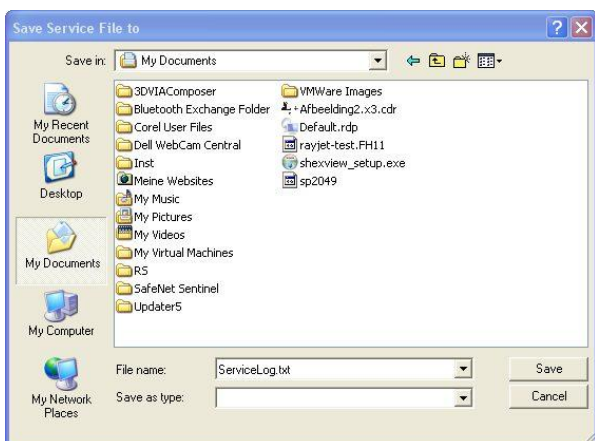 Save Service File to
Save in: My Documents
My Recent Documents
Desktop
My Documents
My Computer
My Network Places
3DVIAComposer
Bluetooth Exchange Folder
Corel User Files
Dell WebCam Central
Inst
Meine Websites
My Music
My Pictures
My Videos
My Virtual Machines
RS
SafeNet Sentinel
Updater5
VMWare Images
Afbeelding2.x3.cdr
Default.rdp
rayjet-test.FH11
shexview_setup.exe
sp2049
File name: ServiceLog.txt
Save as type:
Save
Cancel